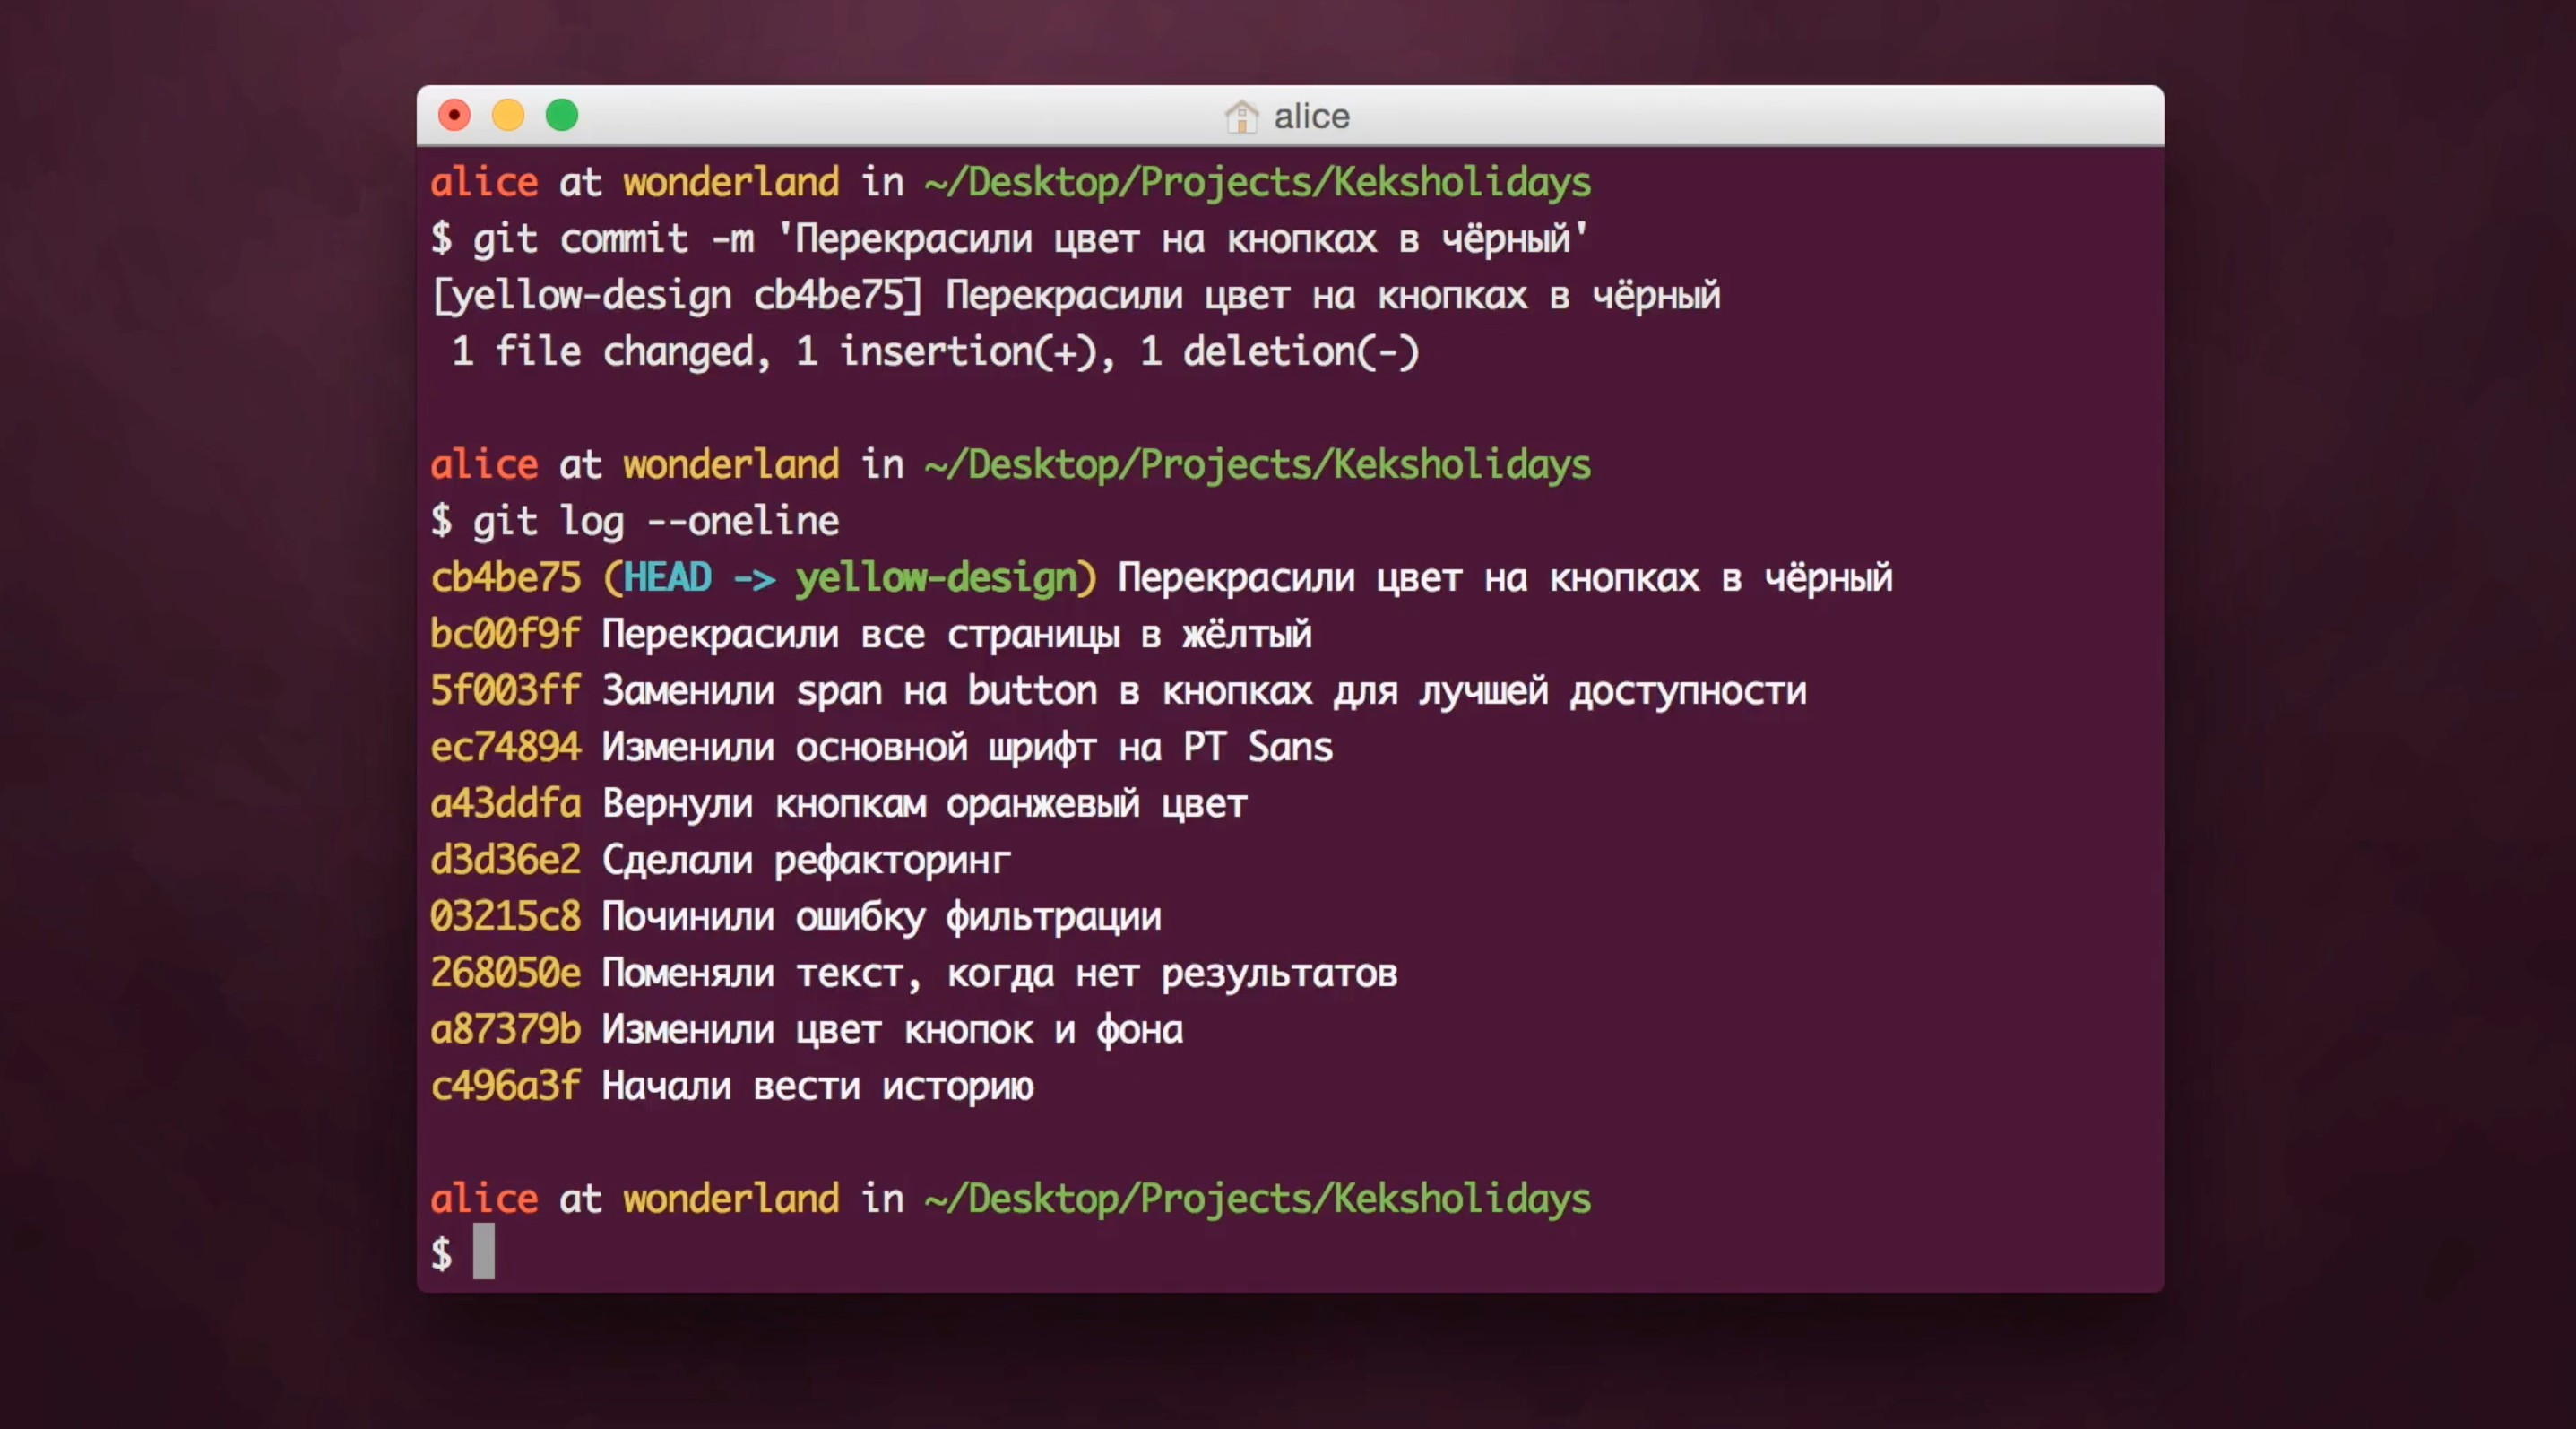 alice
alice at wonderland in ~/Desktop/Projects/Keksholidays
$ git commit -m 'Перекрасили цвет на кнопках в чёрный'
[yellow-design cb4be75] Перекрасили цвет на кнопках в чёрный
1 file changed, 1 insertion(+), 1 deletion(-)
alice at wonderland in ~/Desktop/Projects/Keksholidays
$ git log --oneline
cb4be75 (HEAD -> yellow-design) Перекрасили цвет на кнопках в чёрный
bc00f9f Перекрасили все страницы в жёлтый
5f003ff Заменили span на button в кнопках для лучшей доступности
ec74894 Изменили основной шрифт на PT Sans
a43ddfa Вернули кнопкам оранжевый цвет
d3d36e2 Сделали рефакторинг
03215c8 Починили ошибку фильтрации
268050e Поменяли текст, когда нет результатов
a87379b Изменили цвет кнопок и фона
c496a3f Начали вести историю
alice at wonderland in ~/Desktop/Projects/Keksholidays
$